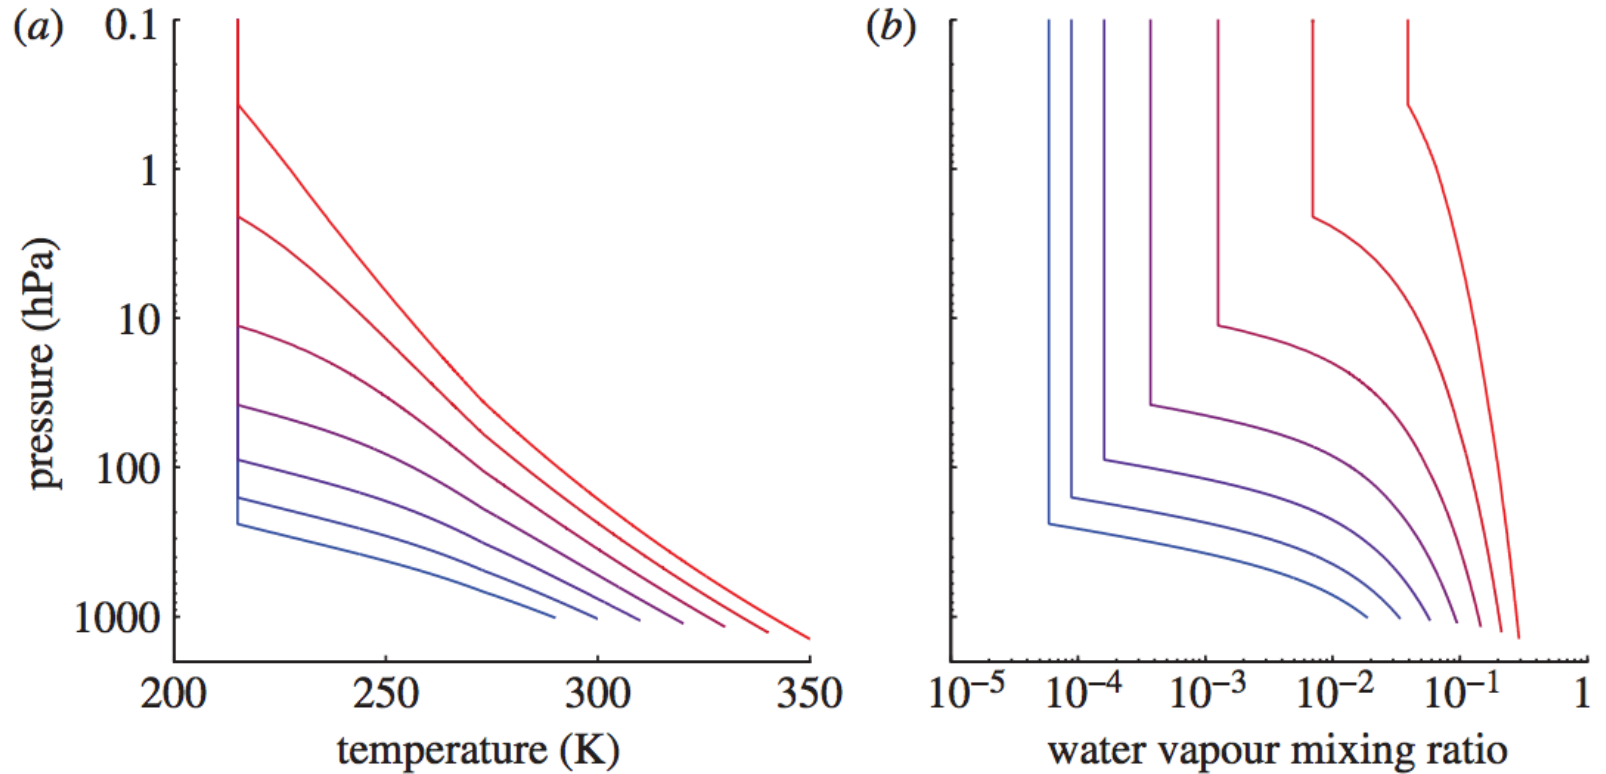 (a)
0.1
1
10
100
1000
pressure (hPa)
200 250 300 350
temperature (K)
(b)
10⁻⁵ 10⁻⁴ 10⁻³ 10⁻² 10⁻¹ 1
water vapour mixing ratio